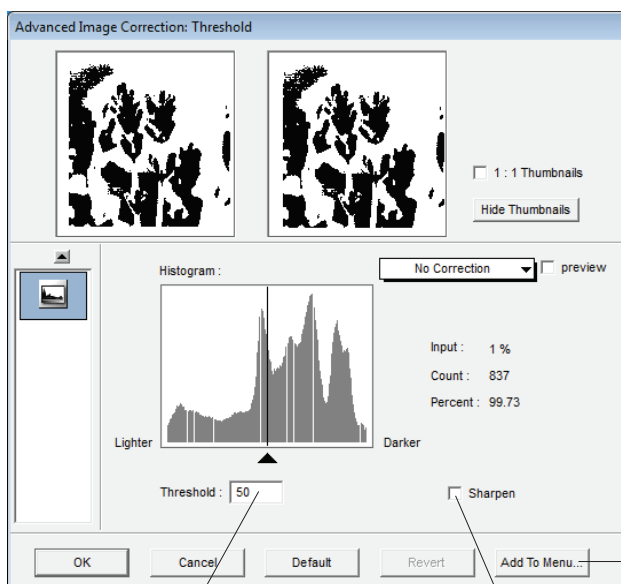 Advanced Image Correction: Threshold
1 : 1 Thumbnails
Hide Thumbnails
Histogram :
No Correction
preview
Input : 1 %
Count : 837
Percent : 99.73
Lighter
Darker
Threshold : 50
Sharpen
OK
Cancel
Default
Revert
Add To Menu...